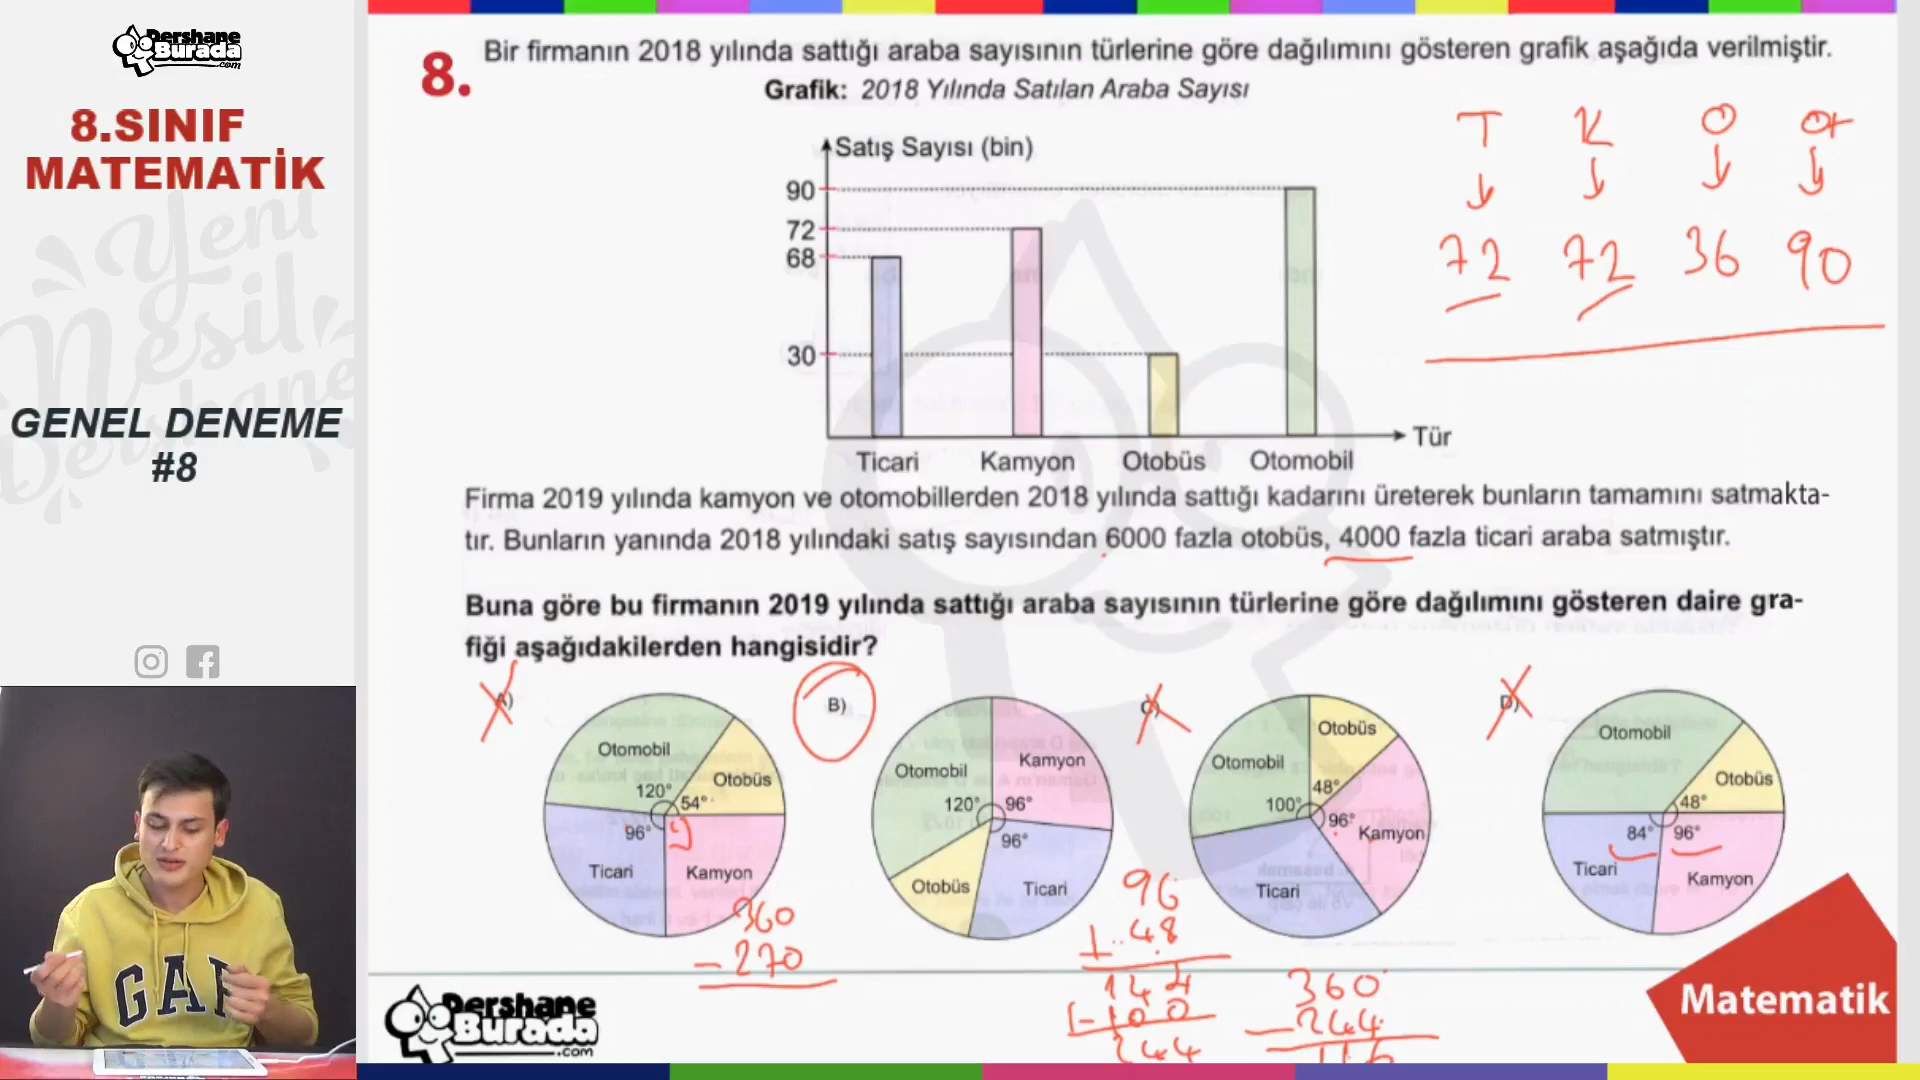 Dershane
Burada
.com
8.SINIF
MATEMATİK
Yeni
Nesil
Dershane
GENEL DENEME
#8
8.
Bir firmanın 2018 yılında sattığı araba sayısının türlerine göre dağılımını gösteren grafik aşağıda verilmiştir.
Grafik: 2018 Yılında Satılan Araba Sayısı
Satış Sayısı (bin)
90
72
68
30
Ticari Kamyon Otobüs Otomobil
Tür
T K O Ot
72 72 36 90
Firma 2019 yılında kamyon ve otomobillerden 2018 yılında sattığı kadarını üreterek bunların tamamını satmakta-
tır. Bunların yanında 2018 yılındaki satış sayısından 6000 fazla otobüs, 4000 fazla ticari araba satmıştır.
Buna göre bu firmanın 2019 yılında sattığı araba sayısının türlerine göre dağılımını gösteren daire gra-
fiği aşağıdakilerden hangisidir?
A)
Otomobil
Otobüs
120° 54°
96°
Ticari
Kamyon
360
- 270
B)
Otomobil
Kamyon
120° 96°
96°
Otobüs
Ticari
C)
Otomobil
Otobüs
48°
100°
96°
Kamyon
Ticari
96
+ 48
144
+ 100
244
360
- 244
116
D)
Otomobil
Otobüs
48°
84° 96°
Ticari
Kamyon
GAP
Dershane
Burada
.com
Matematik